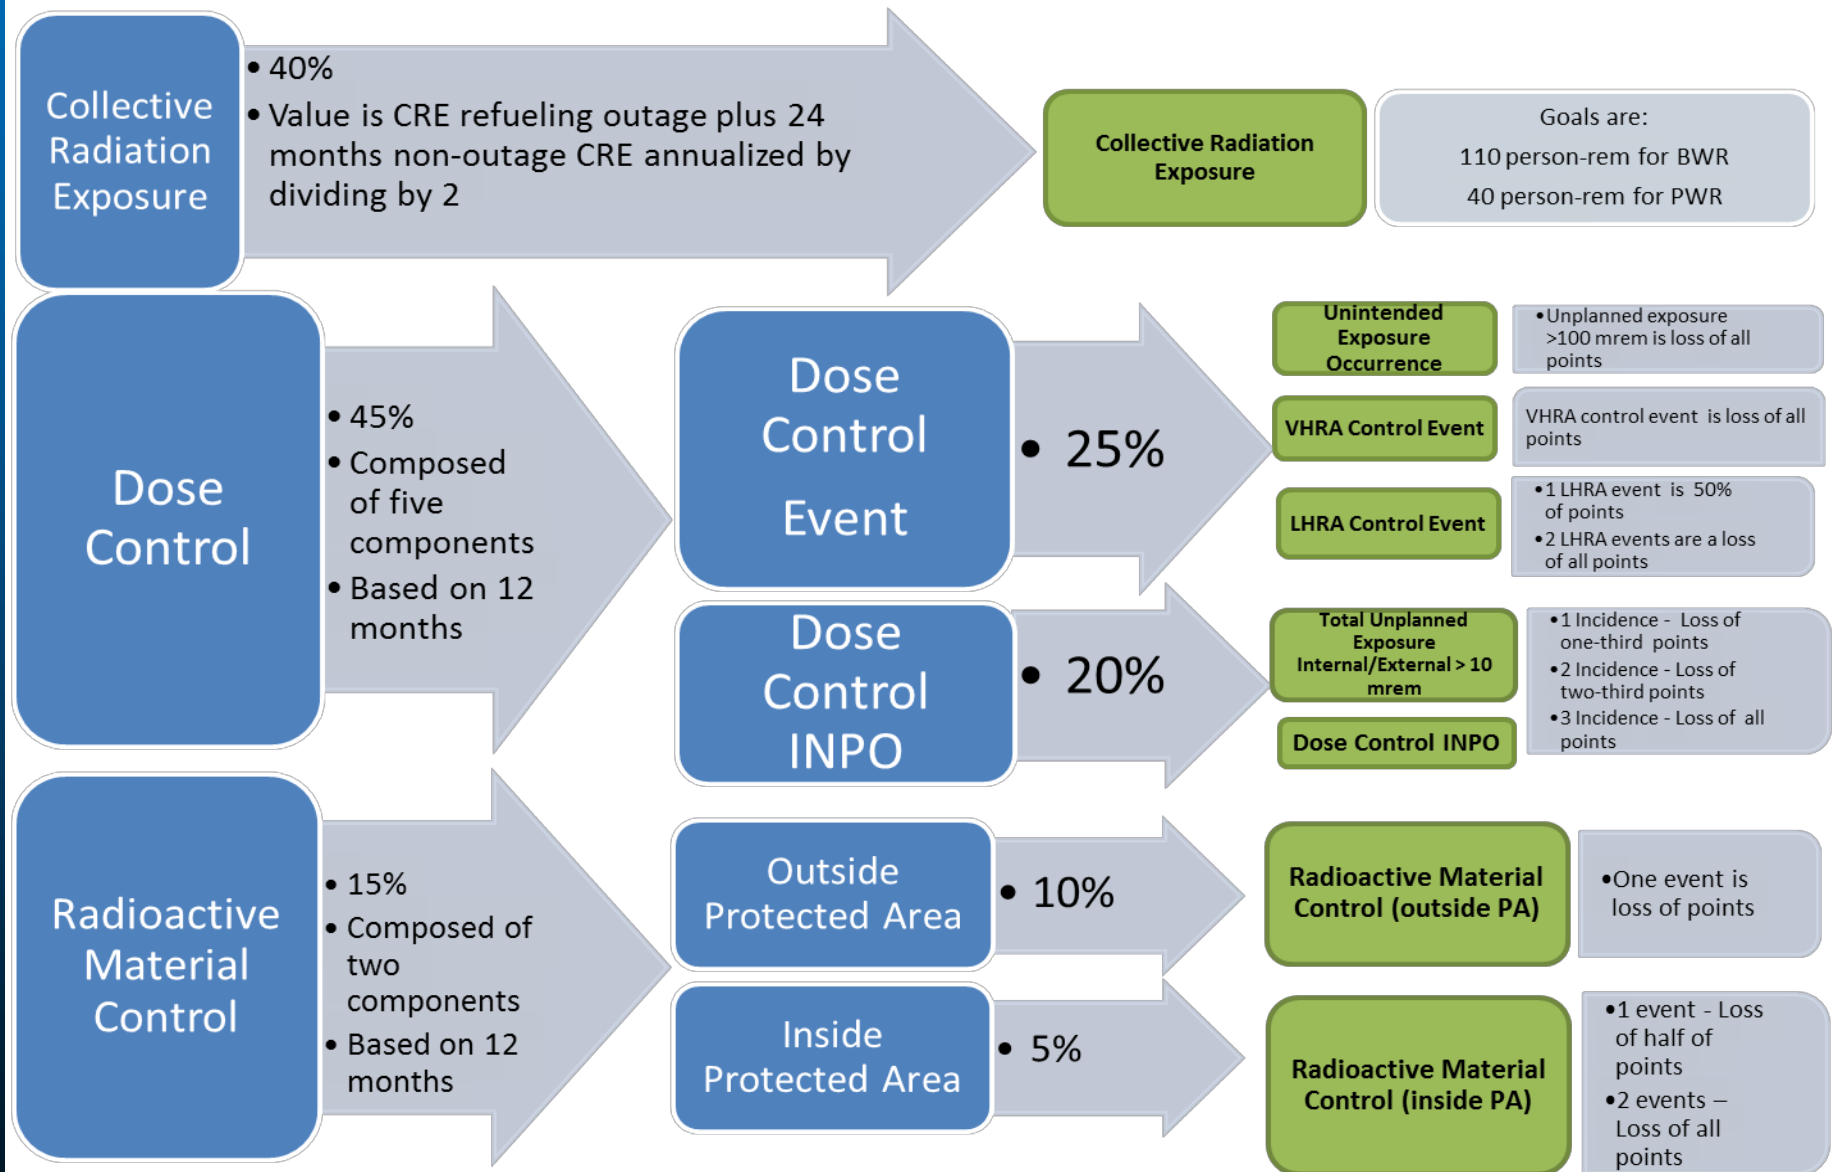 Collective
Radiation
Exposure
• 40%
• Value is CRE refueling outage plus 24
months non-outage CRE annualized by
dividing by 2
Collective Radiation
Exposure
Goals are:
110 person-rem for BWR
40 person-rem for PWR
Dose
Control
• 45%
• Composed
of five
components
• Based on 12
months
Dose
Control
Event
• 25%
Unintended
Exposure
Occurrence
•Unplanned exposure
>100 mrem is loss of all
points
VHRA Control Event
VHRA control event is loss of all
points
LHRA Control Event
•1 LHRA event is 50%
of points
•2 LHRA events are a loss
of all points
Dose
Control
INPO
• 20%
Total Unplanned
Exposure
Internal/External > 10
mrem
Dose Control INPO
•1 Incidence - Loss of
one-third points
•2 Incidence - Loss of
two-third points
•3 Incidence - Loss of all
points
Radioactive
Material
Control
• 15%
• Composed of
two
components
• Based on 12
months
Outside
Protected Area
• 10%
Radioactive Material
Control (outside PA)
•One event is
loss of points
Inside
Protected Area
• 5%
Radioactive Material
Control (inside PA)
•1 event - Loss
of half of
points
•2 events –
Loss of all
points